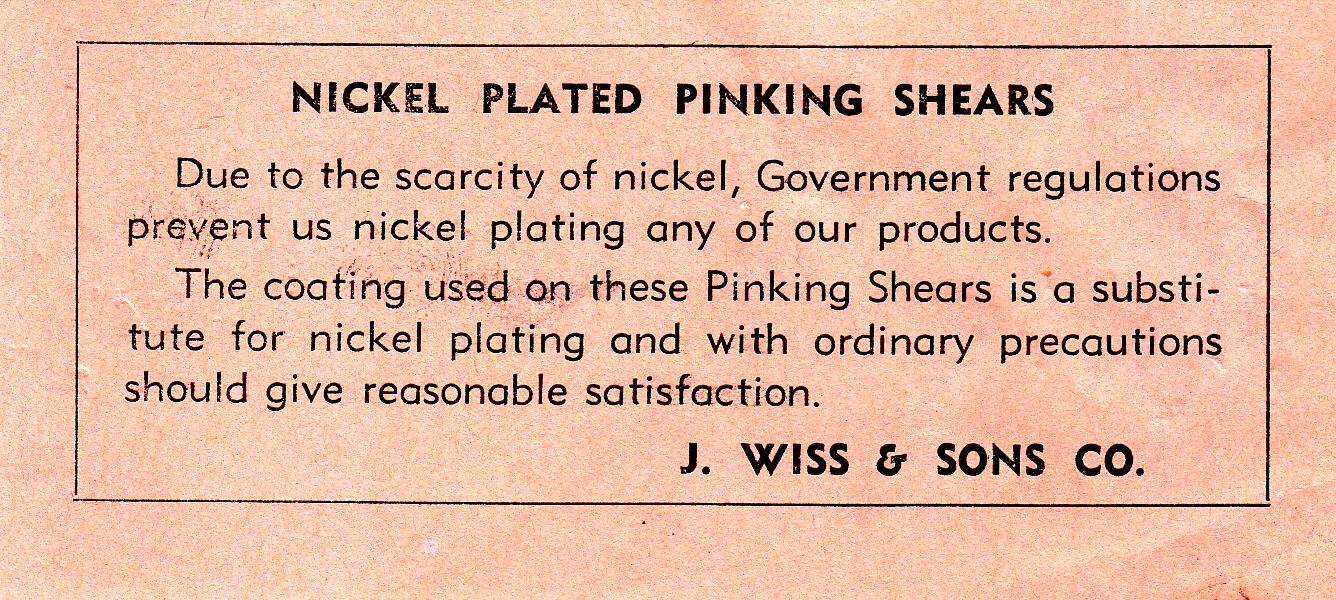 NICKEL PLATED PINKING SHEARS
Due to the scarcity of nickel, Government regulations
prevent us nickel plating any of our products.
The coating used on these Pinking Shears is a substi-
tute for nickel plating and with ordinary precautions
should give reasonable satisfaction.
J. WISS & SONS CO.